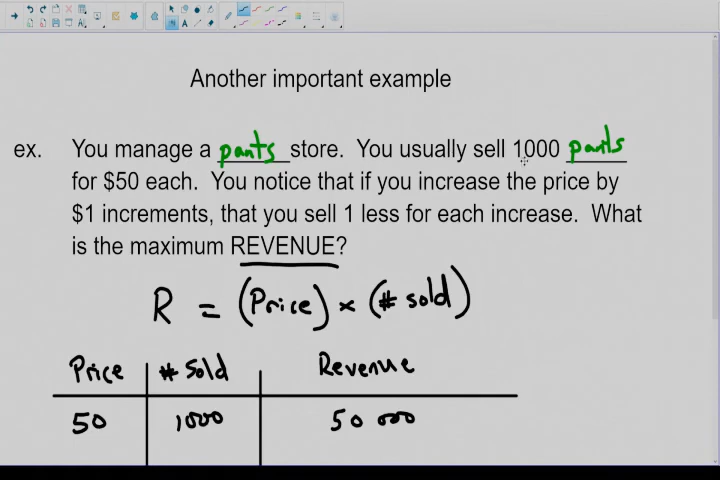 Another important example
ex. You manage a pants store. You usually sell 1000 pants
for $50 each. You notice that if you increase the price by
$1 increments, that you sell 1 less for each increase. What
is the maximum REVENUE?
R = (Price) × (# sold)
Price # Sold Revenue
50 1000 50 000